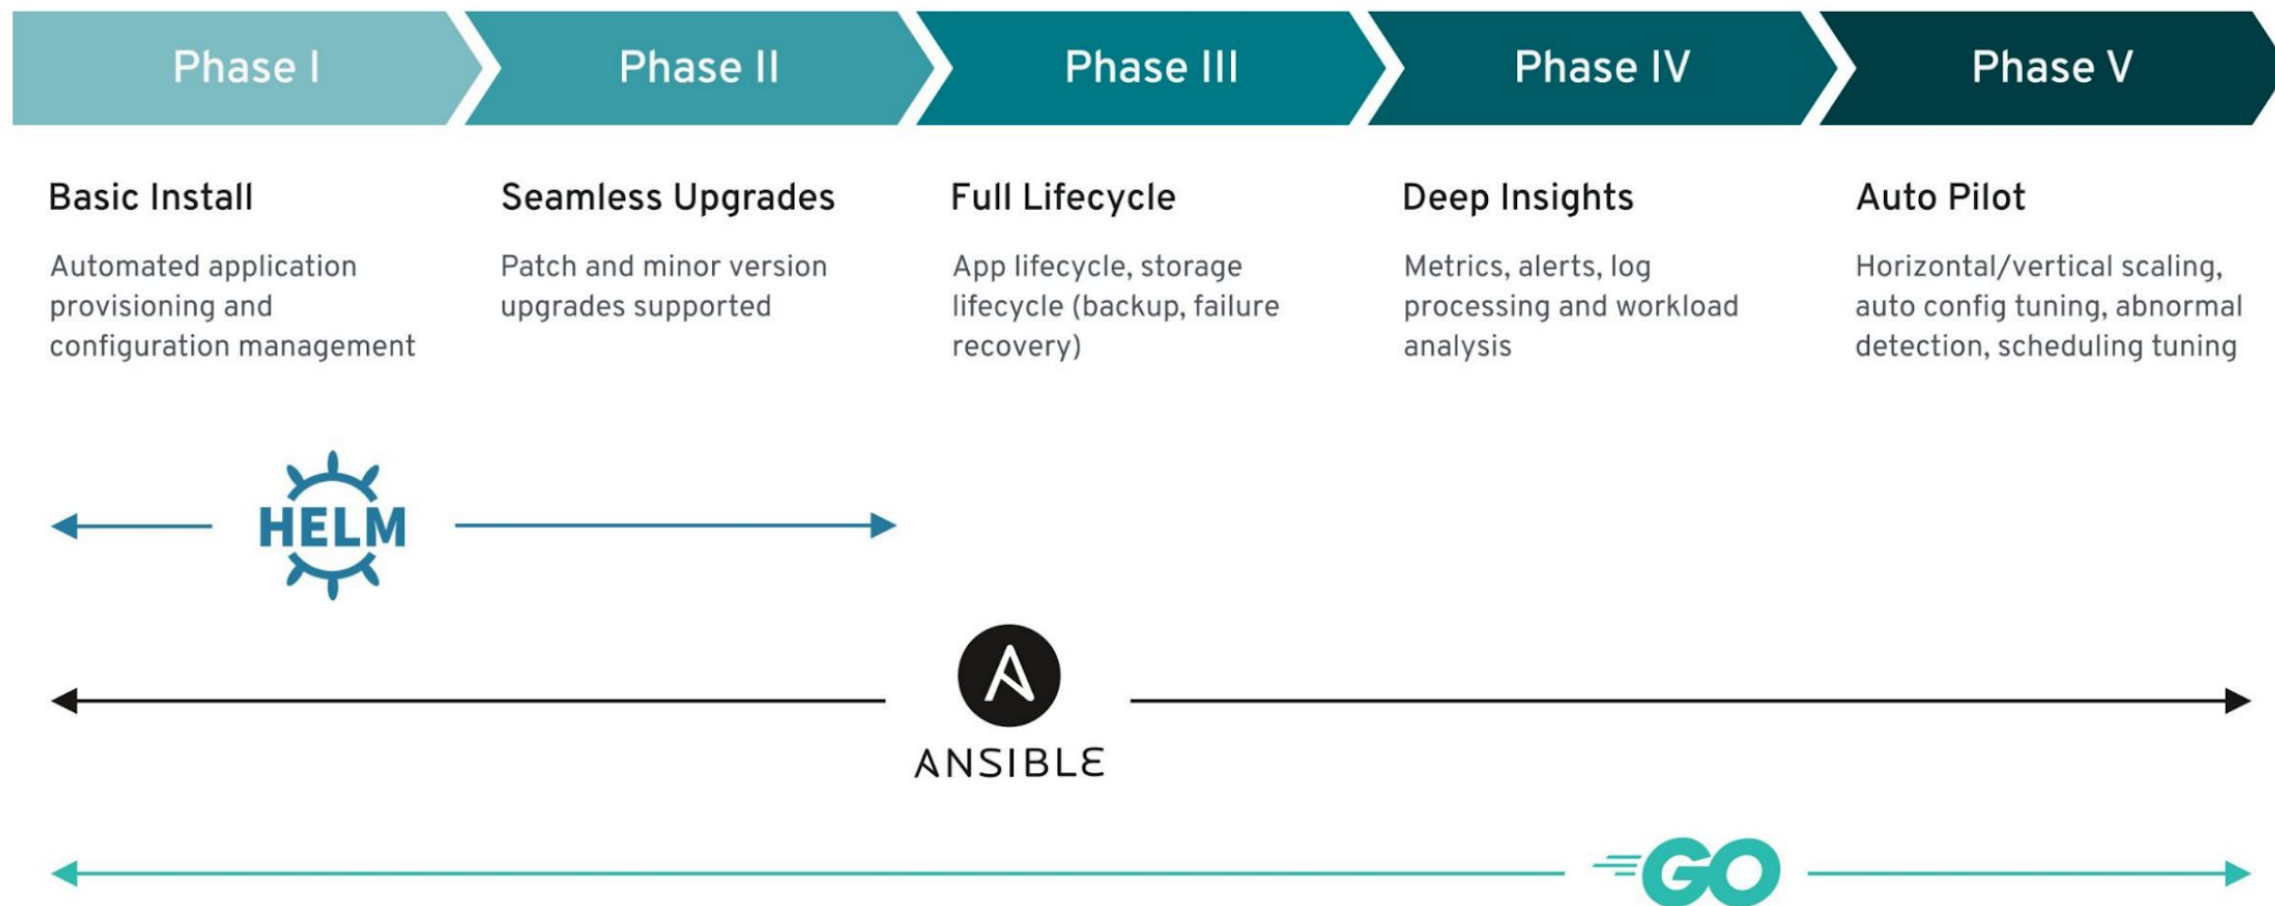 Phase I
Phase II
Phase III
Phase IV
Phase V
Basic Install
Automated application
provisioning and
configuration management
Seamless Upgrades
Patch and minor version
upgrades supported
Full Lifecycle
App lifecycle, storage
lifecycle (backup, failure
recovery)
Deep Insights
Metrics, alerts, log
processing and workload
analysis
Auto Pilot
Horizontal/vertical scaling,
auto config tuning, abnormal
detection, scheduling tuning
HELM
A
ANSIBLE
GO